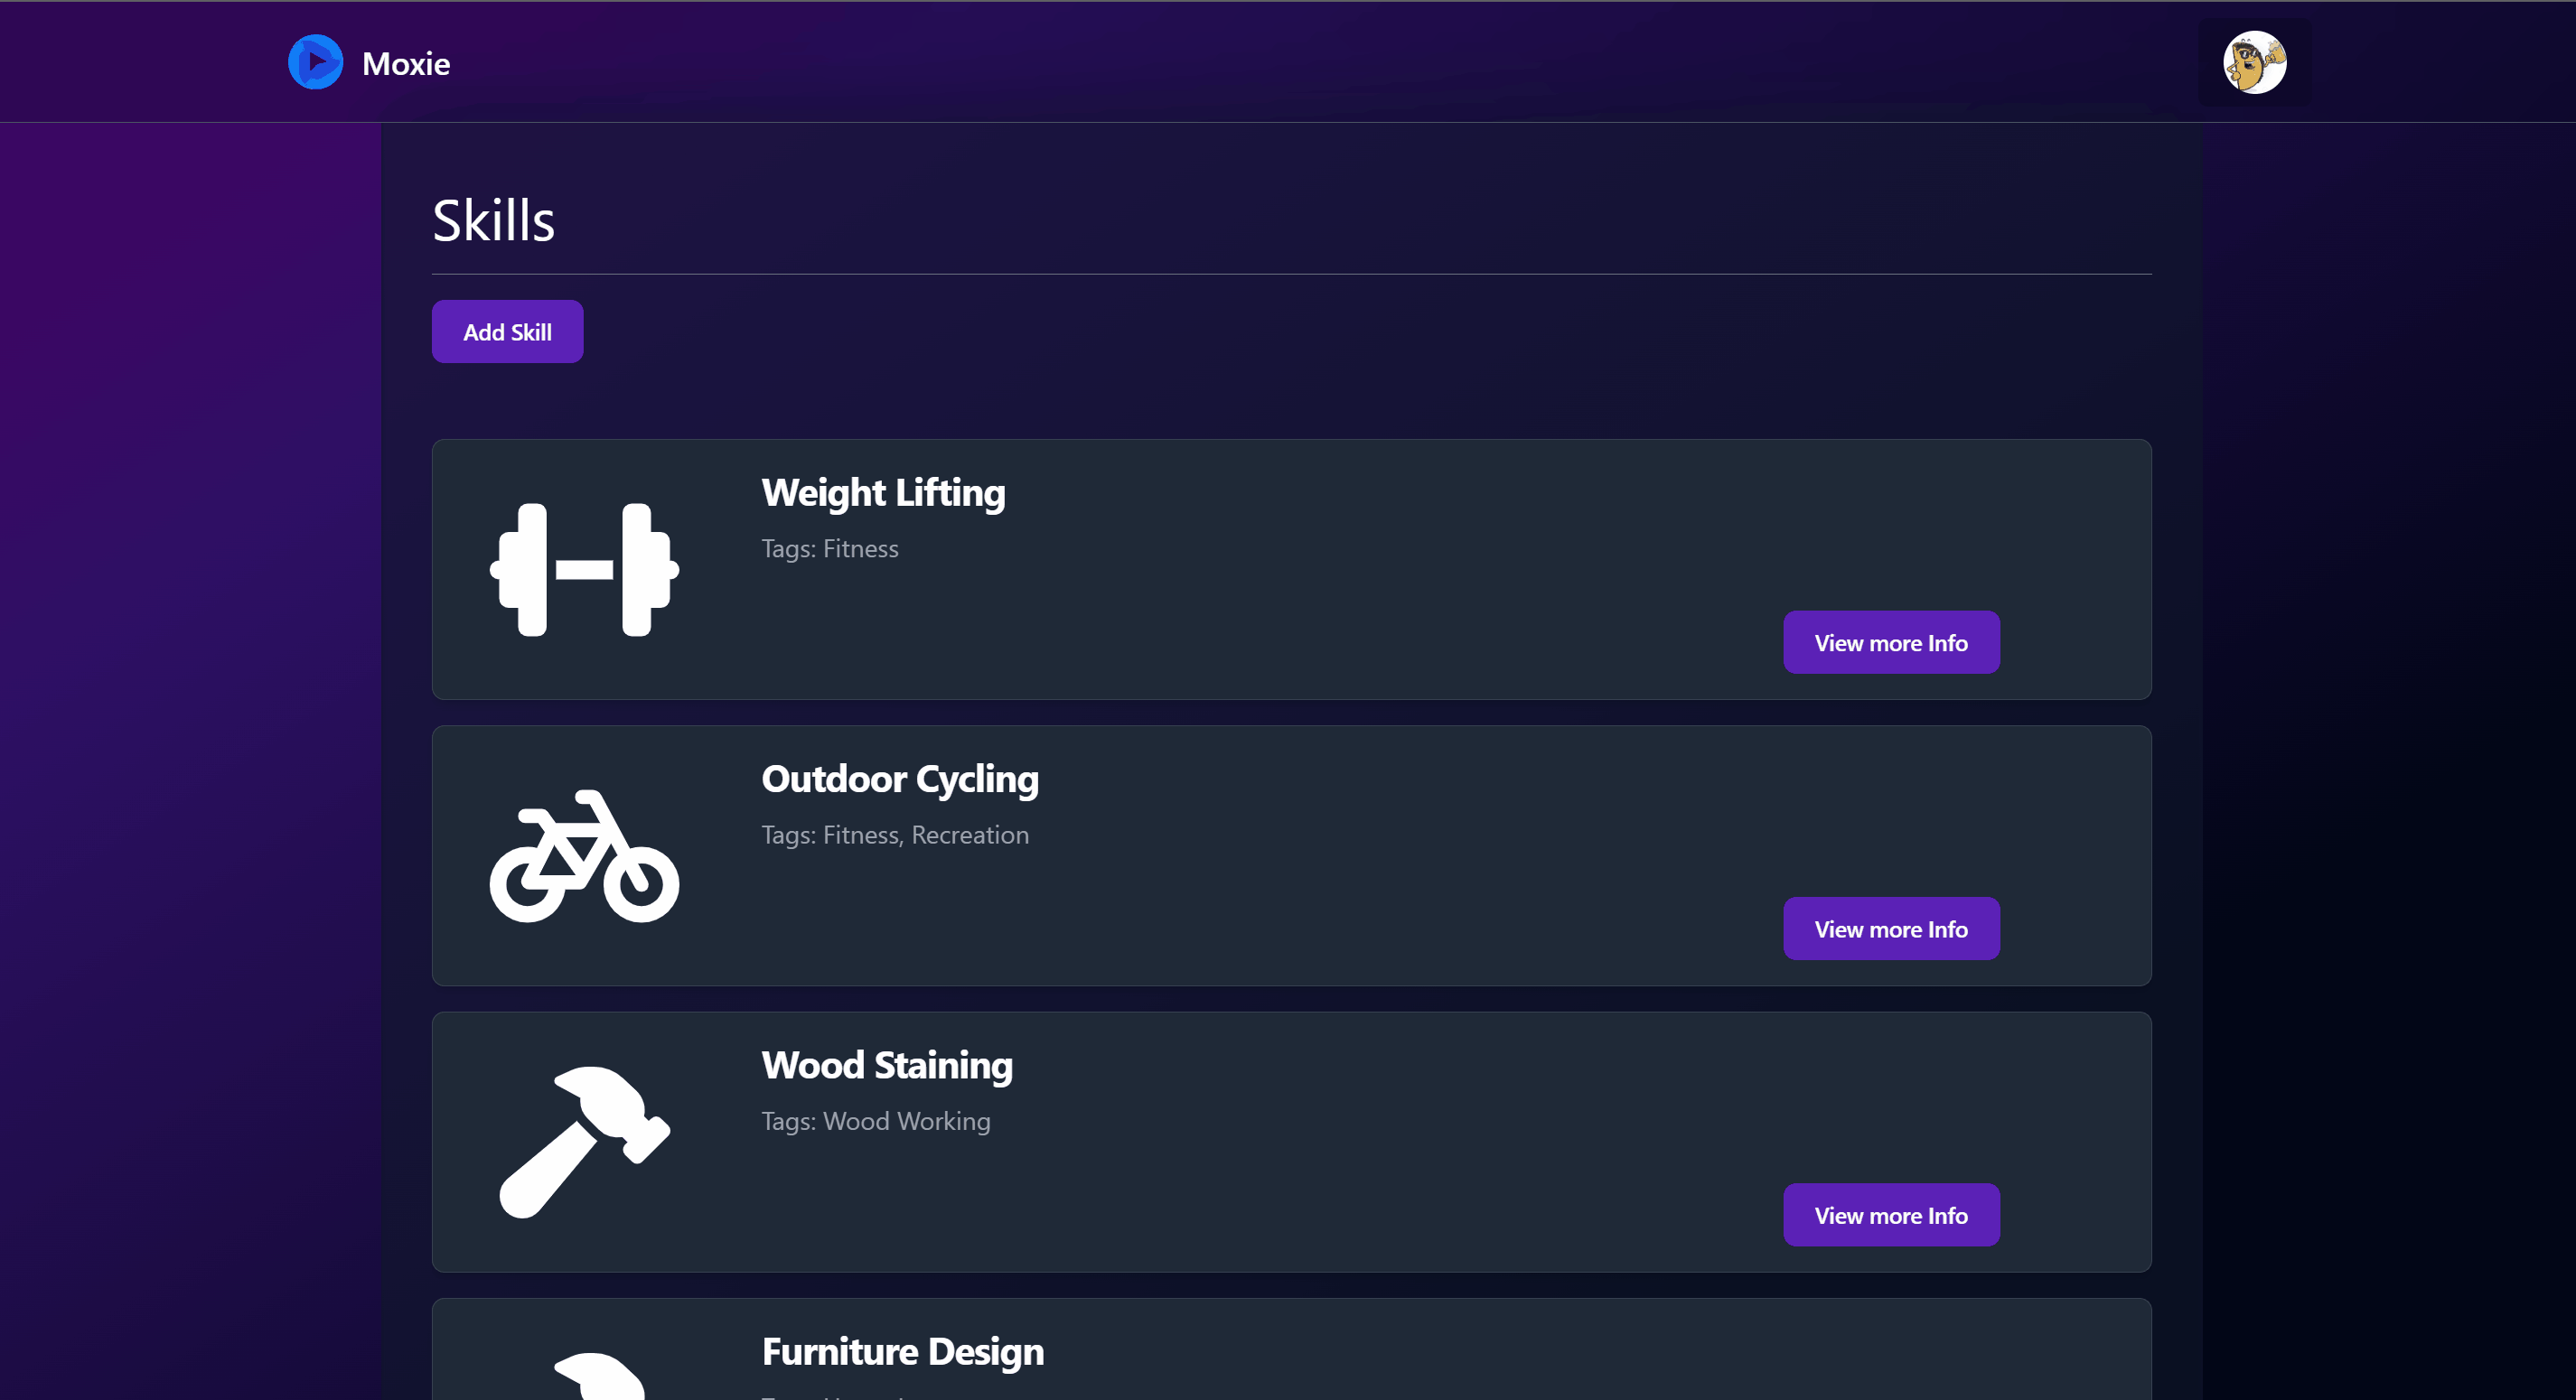 Moxie
Skills
Add Skill
Weight Lifting
Tags: Fitness
View more Info
Outdoor Cycling
Tags: Fitness, Recreation
View more Info
Wood Staining
Tags: Wood Working
View more Info
Furniture Design